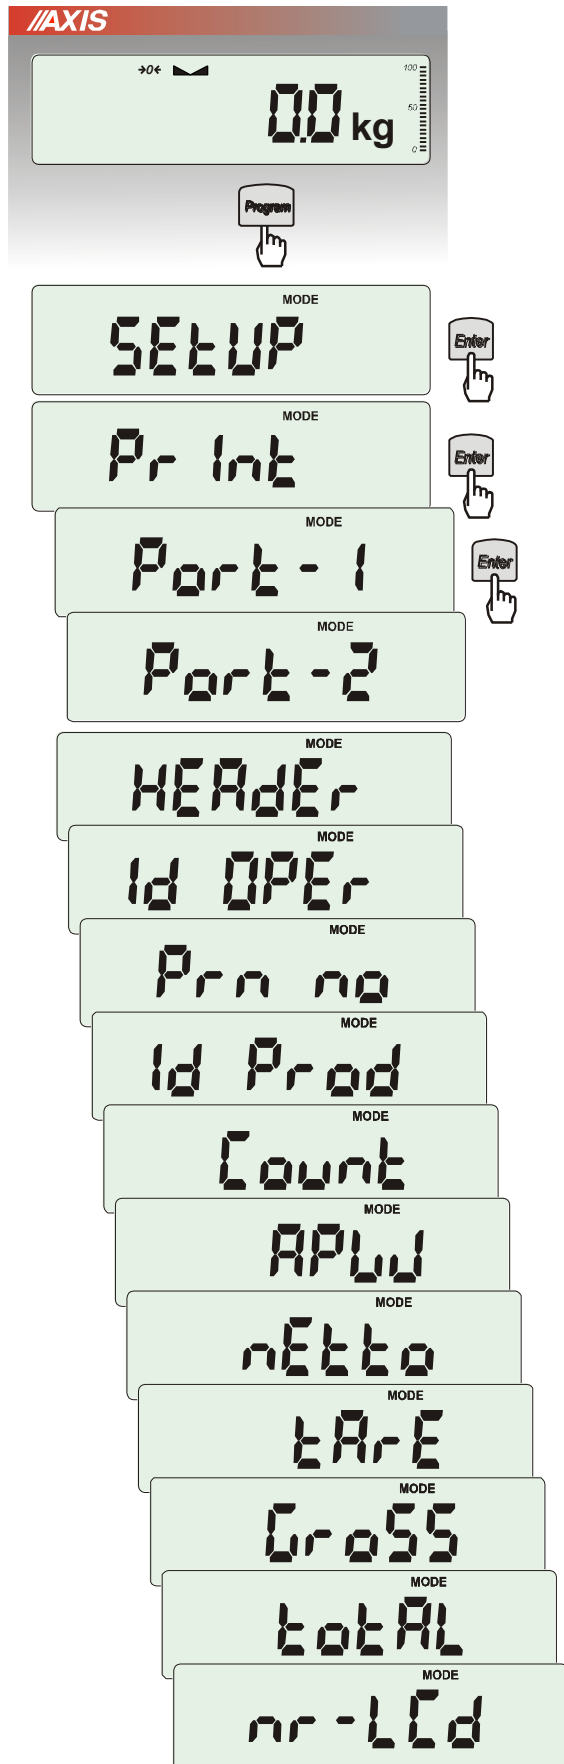 AXIS
→0←
100
50
0
0.0 kg
Program
MODE
SEtUP
Enter
MODE
Pr Int
Enter
MODE
Port-1
Enter
MODE
Port-2
MODE
HEAdEr
MODE
Id OPEr
MODE
Prn no
MODE
Id Prod
MODE
Count
MODE
APW
MODE
nEtto
MODE
tArE
MODE
GroSS
MODE
totAL
MODE
nr-LCd